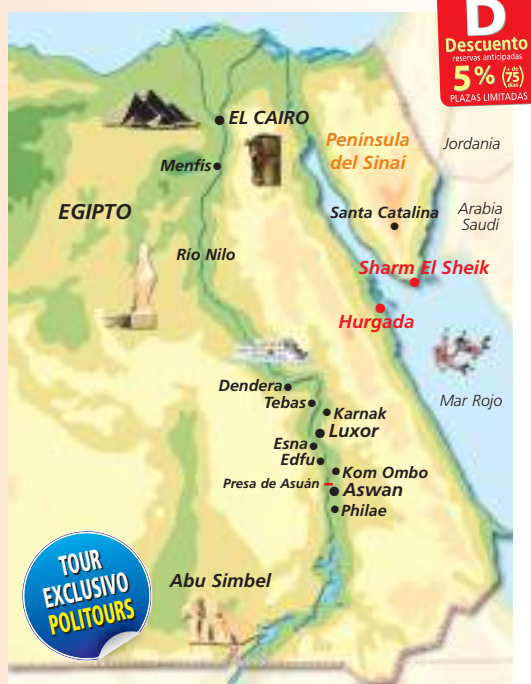 D
Descuento
reservas anticipadas
5% (+ de 75 días)
PLAZAS LIMITADAS
EL CAIRO
Península
del Sinaí
Jordania
Menfis
EGIPTO
Santa Catalina
Arabia
Saudí
Río Nilo
Sharm El Sheik
Hurgada
Dendera
Tebas
Karnak
Mar Rojo
Luxor
Esna
Edfu
Kom Ombo
Presa de Asuán
Aswan
Philae
TOUR
EXCLUSIVO
POLITOURS
Abu Simbel